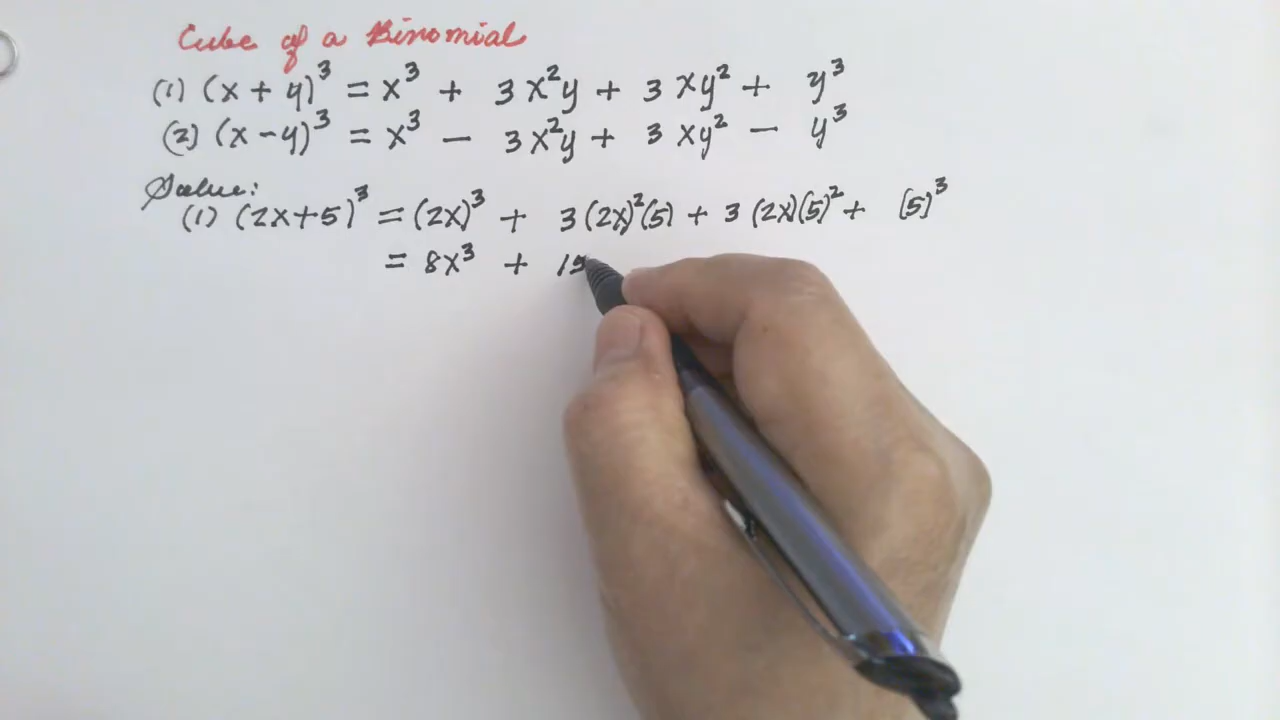 Cube of a Binomial
(1) (x + y)³ = x³ + 3x²y + 3xy² + y³
(2) (x - y)³ = x³ - 3x²y + 3xy² - y³
Solve:
(1) (2x+5)³ = (2x)³ + 3(2x)²(5) + 3(2x)(5)² + (5)³
= 8x³ + 15